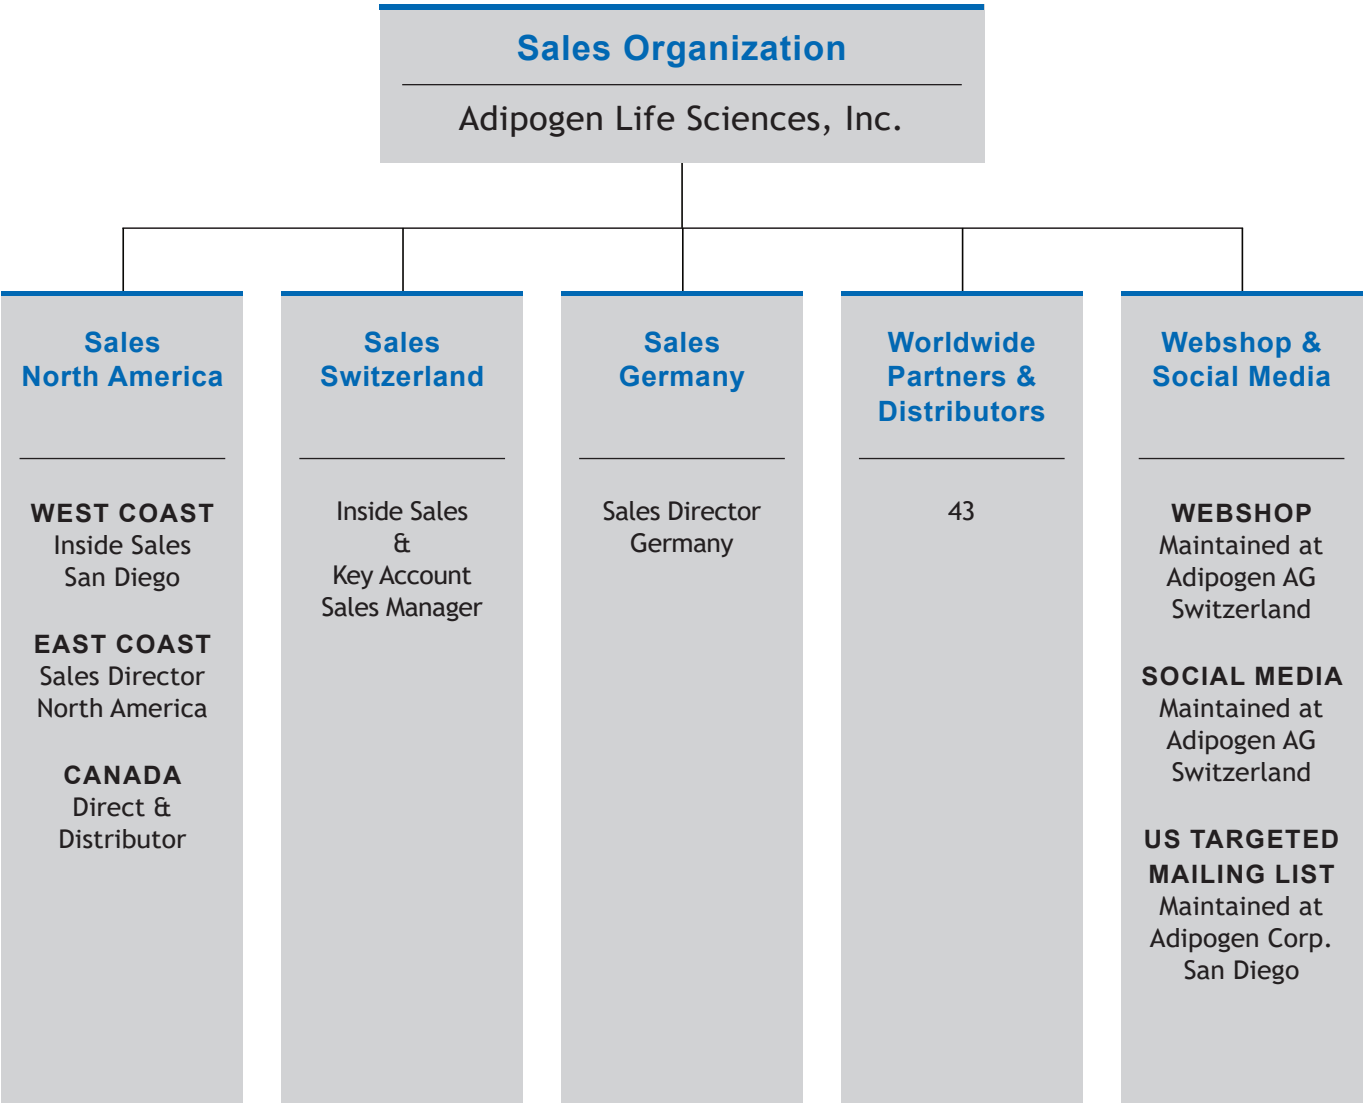 Sales Organization
Adipogen Life Sciences, Inc.
Sales
North America
WEST COAST
Inside Sales
San Diego
EAST COAST
Sales Director
North America
CANADA
Direct &
Distributor
Sales
Switzerland
Inside Sales
&
Key Account
Sales Manager
Sales
Germany
Sales Director
Germany
Worldwide
Partners &
Distributors
43
Webshop &
Social Media
WEBSHOP
Maintained at
Adipogen AG
Switzerland
SOCIAL MEDIA
Maintained at
Adipogen AG
Switzerland
US TARGETED
MAILING LIST
Maintained at
Adipogen Corp.
San Diego